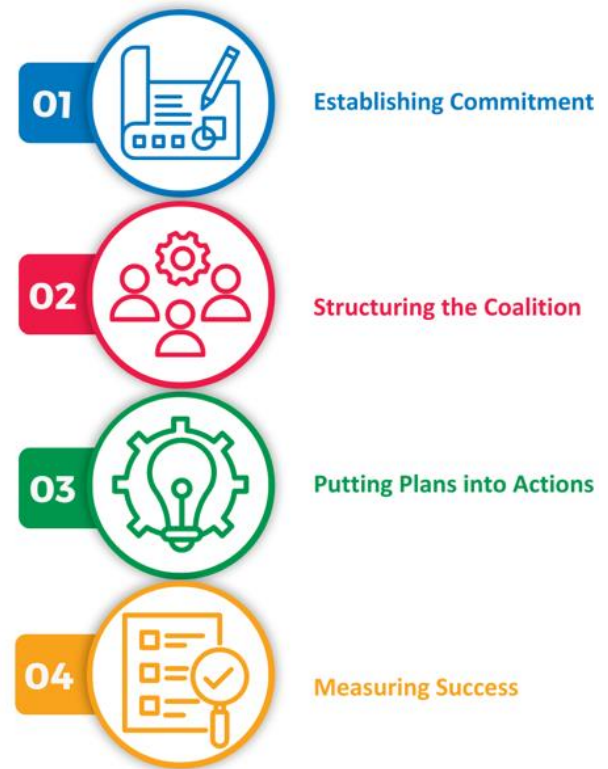 01
Establishing Commitment
02
Structuring the Coalition
03
Putting Plans into Actions
04
Measuring Success